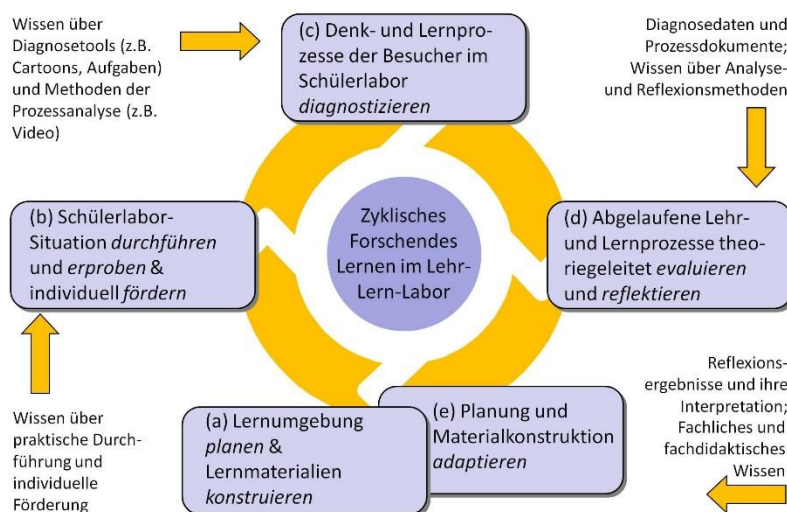 Wissen über
Diagnosetools (z.B.
Cartoons, Aufgaben)
und Methoden der
Prozessanalyse (z.B.
Video)
(c) Denk- und Lernpro-
zesse der Besucher im
Schülerlabor
diagnostizieren
Diagnosedaten und
Prozessdokumente;
Wissen über Analyse-
und Reflexionsmethoden
(b) Schülerlabor-
Situation durchführen
und erproben &
individuell fördern
Zyklisches
Forschendes
Lernen im Lehr-
Lern-Labor
(d) Abgelaufene Lehr-
und Lernprozesse theo-
riegeleitet evaluieren
und reflektieren
Wissen über
praktische Durch-
führung und
individuelle
Förderung
(a) Lernumgebung
planen &
Lernmaterialien
konstruieren
(e) Planung und
Materialkonstruktion
adaptieren
Reflexions-
ergebnisse und ihre
Interpretation;
Fachliches und
fachdidaktisches
Wissen